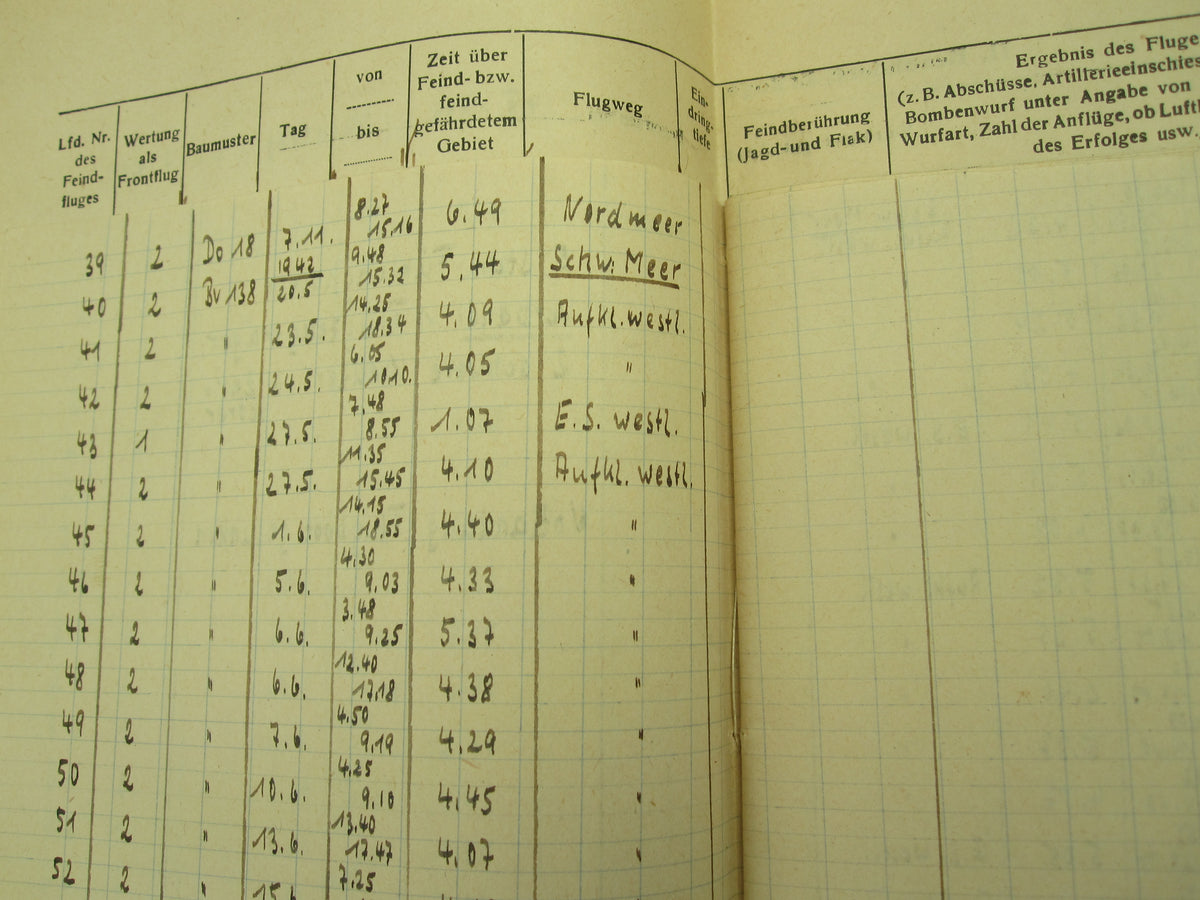 Lfd. Nr.
des
Feind-
fluges
Wertung
als
Frontflug
Baumuster
Tag
von
bis
Zeit über
Feind- bzw.
feind-
gefährdetem
Gebiet
Flugweg
Ein-
dring-
tiefe
Feindberührung
(Jagd- und Flak)
Ergebnis des Fluge
(z. B. Abschüsse, Artillerieeinschies
Bombenwurf unter Angabe von
Wurfart, Zahl der Anflüge, ob Luft
des Erfolges usw.
8.27
39 2 Do 18 7.11. 15.16 6.49 Nordmeer
1942 9.48
40 2 Bv 138 20.5 15.32 5.44 Schw. Meer
14.25
41 2 " 23.5. 18.34 4.09 Aufkl. westl.
6.05
42 2 " 24.5. 10.10. 4.05 "
7.48
43 1 " 27.5. 8.55 1.07 E.S. westl.
11.35
44 2 " 27.5. 15.45 4.10 Aufkl. westl.
14.15
45 2 " 1.6. 18.55 4.40 "
4.30
46 2 " 5.6. 9.03 4.33 "
3.48
47 2 " 6.6. 9.25 5.37 "
12.40
48 2 " 6.6. 17.18 4.38 "
4.50
49 2 " 7.6. 9.19 4.29 "
4.25
50 2 " 10.6. 9.10 4.45 "
13.40
51 2 " 13.6. 17.47 4.07 "
7.25
52 2 " 15.6